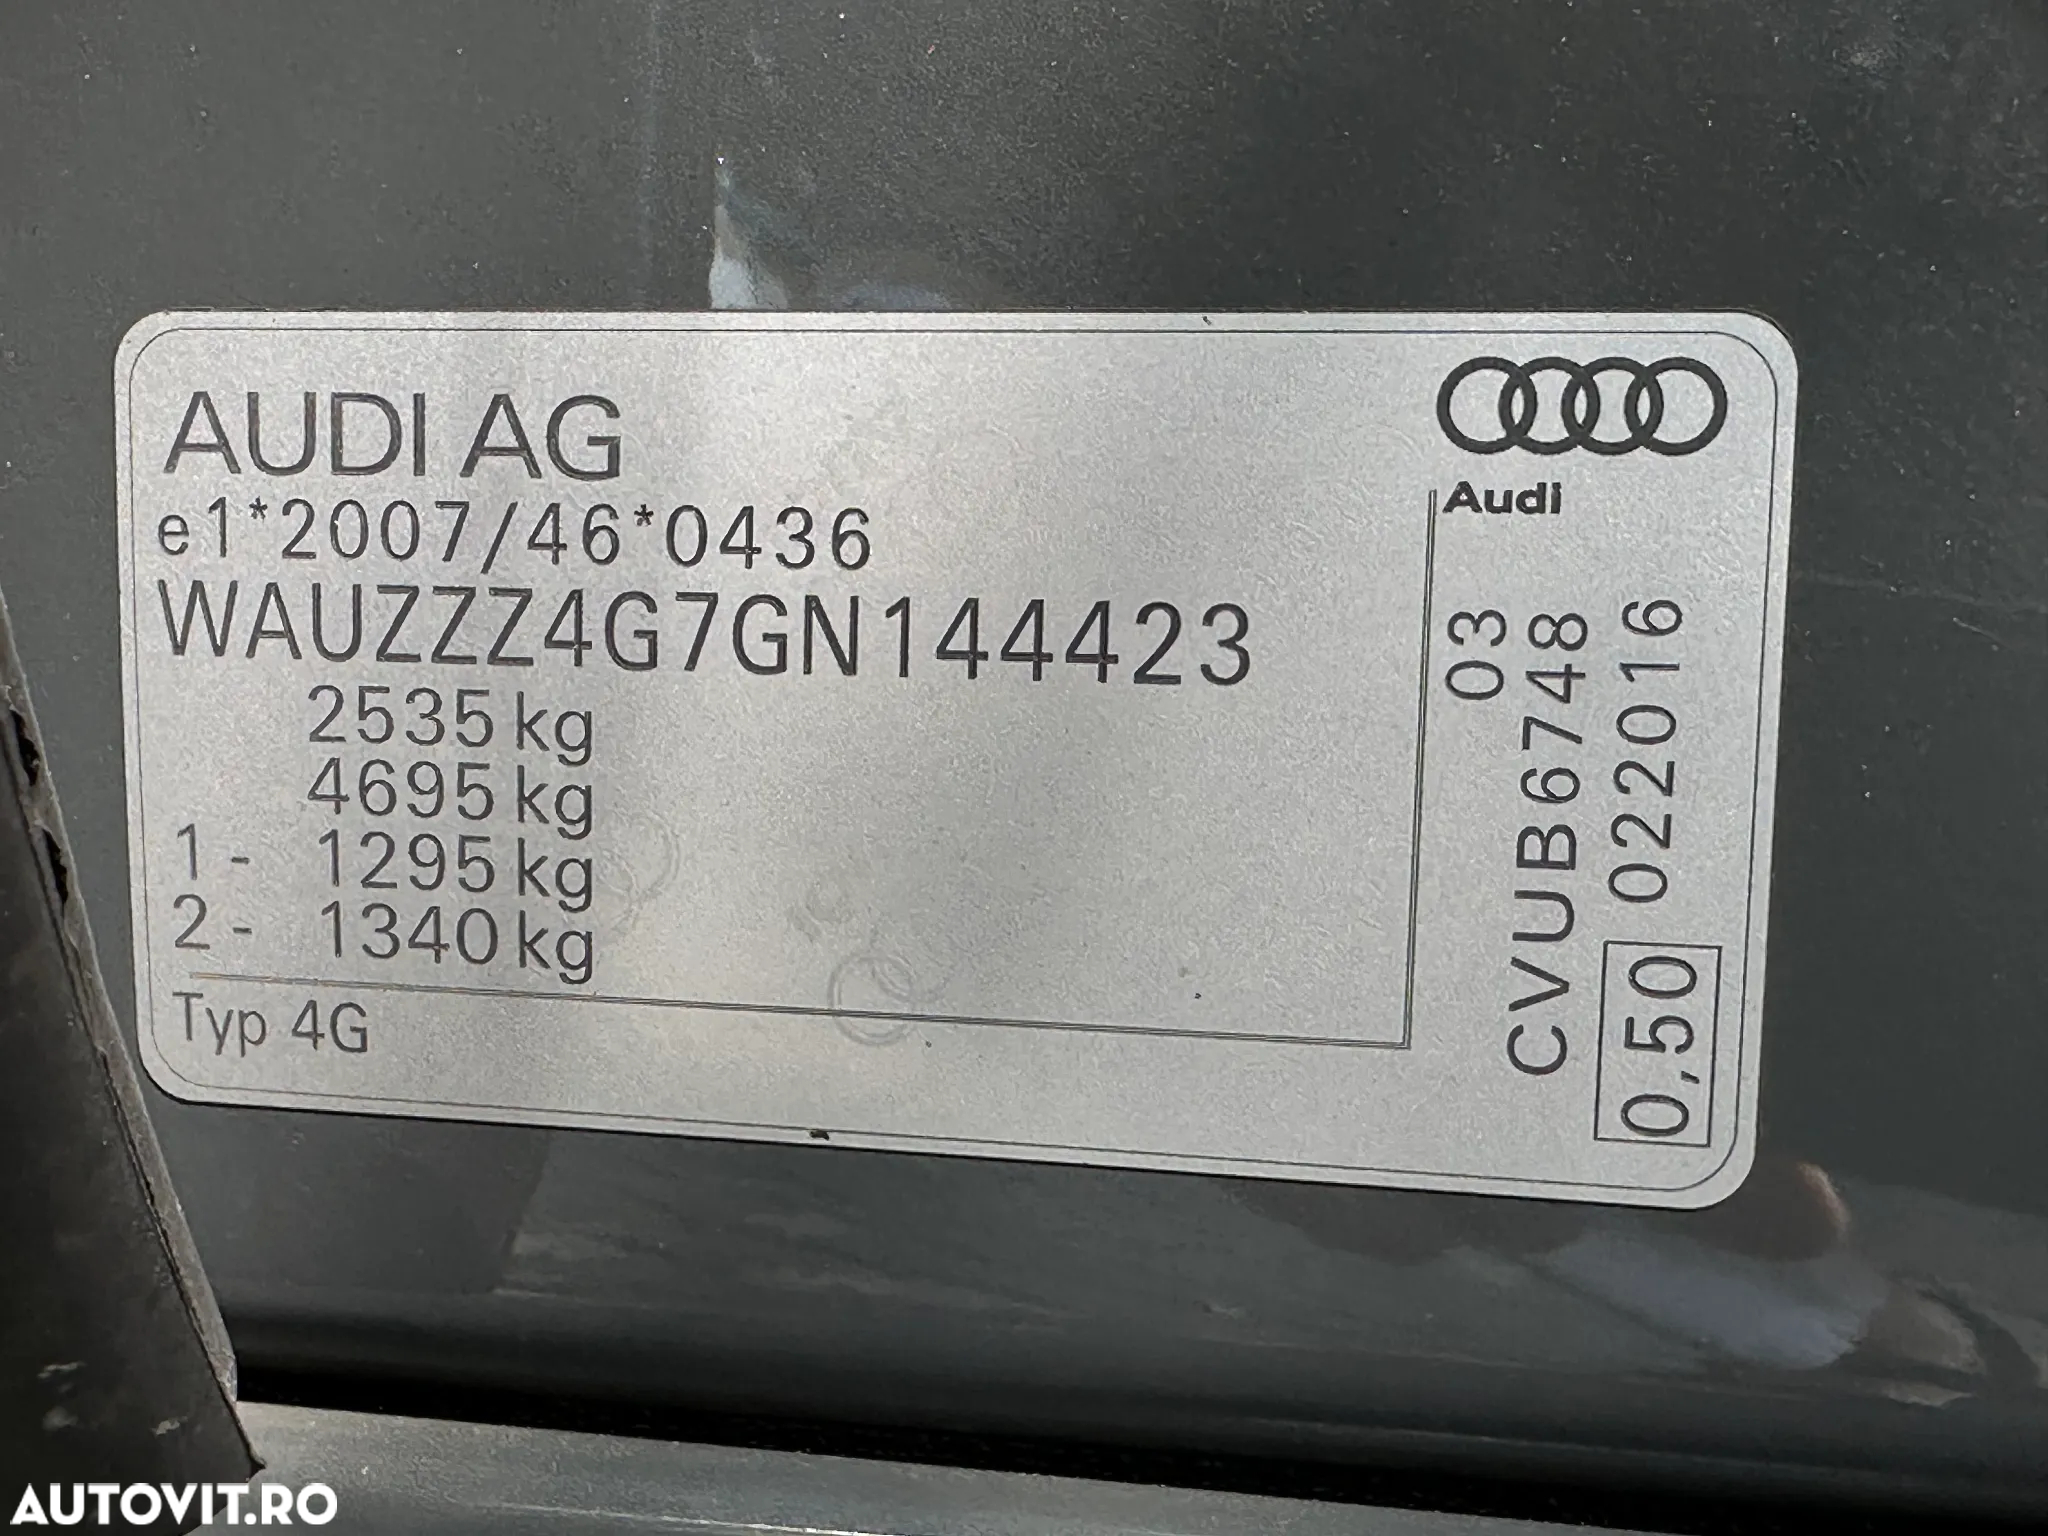 AUDI AG
e1*2007/46*0436
WAUZZZ4G7GN144423
2535 kg
4695 kg
1 - 1295 kg
2 - 1340 kg
Typ 4G
Audi
03
CVUB6748
0,50 022016
AUTOVIT.RO